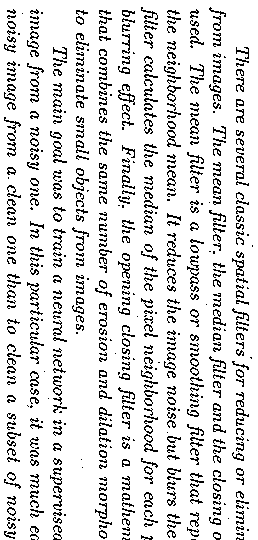 There are several classic spatial filters for reducing or elimin
from images. The mean filter, the median filter and the closing o
used. The mean filter is a lowpass or smoothing filter that repl
the neighborhood mean. It reduces the image noise but blurs the
filter calculates the median of the pixel neighborhood for each p
blurring effect. Finally, the opening closing filter is a mathem
that combines the same number of erosion and dilation morpho
to eliminate small objects from images.
The main goal was to train a neural network in a supervised
image from a noisy one. In this particular case, it was much ea
noisy image from a clean one than to clean a subset of noisy